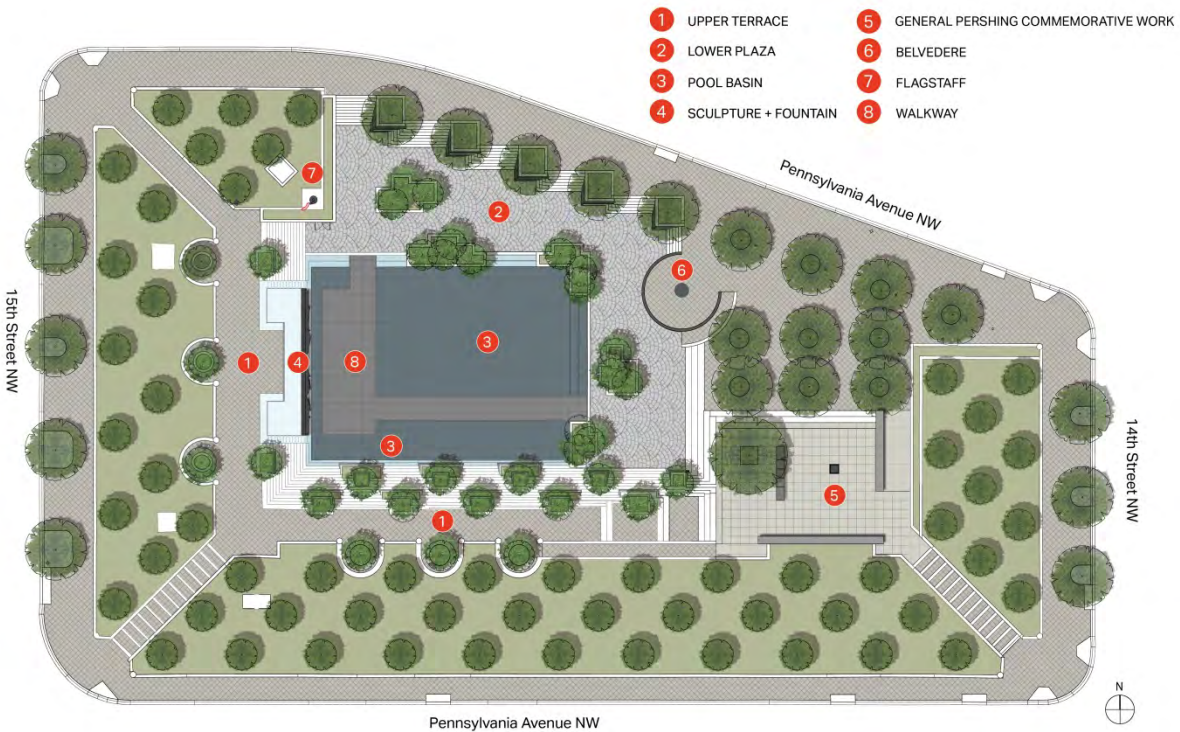 1 UPPER TERRACE
2 LOWER PLAZA
3 POOL BASIN
4 SCULPTURE + FOUNTAIN
5 GENERAL PERSHING COMMEMORATIVE WORK
6 BELVEDERE
7 FLAGSTAFF
8 WALKWAY
Pennsylvania Avenue NW
7
2
6
15th Street NW
1
4
8
3
3
5
1
14th Street NW
N
Pennsylvania Avenue NW